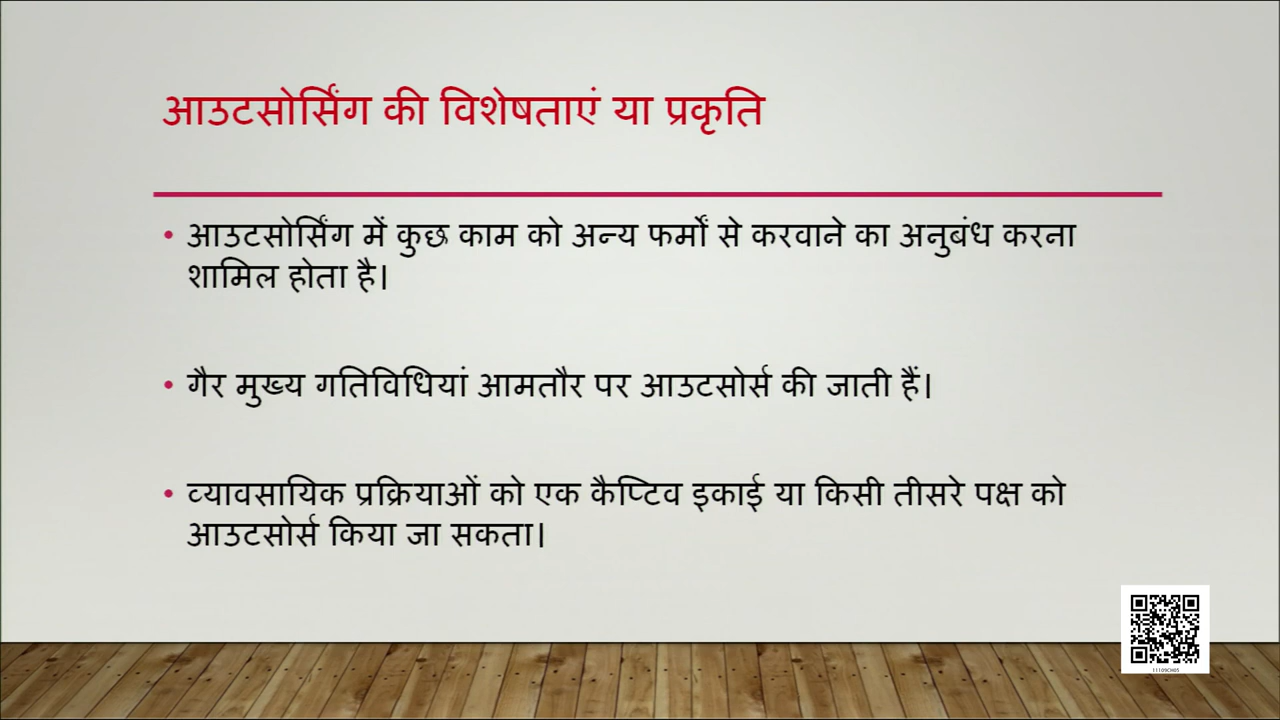 आउटसोर्सिंग की विशेषताएं या प्रकृति
• आउटसोर्सिंग में कुछ काम को अन्य फर्मों से करवाने का अनुबंध करना
शामिल होता है।
• गैर मुख्य गतिविधियां आमतौर पर आउटसोर्स की जाती हैं।
• व्यावसायिक प्रक्रियाओं को एक कैप्टिव इकाई या किसी तीसरे पक्ष को
आउटसोर्स किया जा सकता।
11109CH05